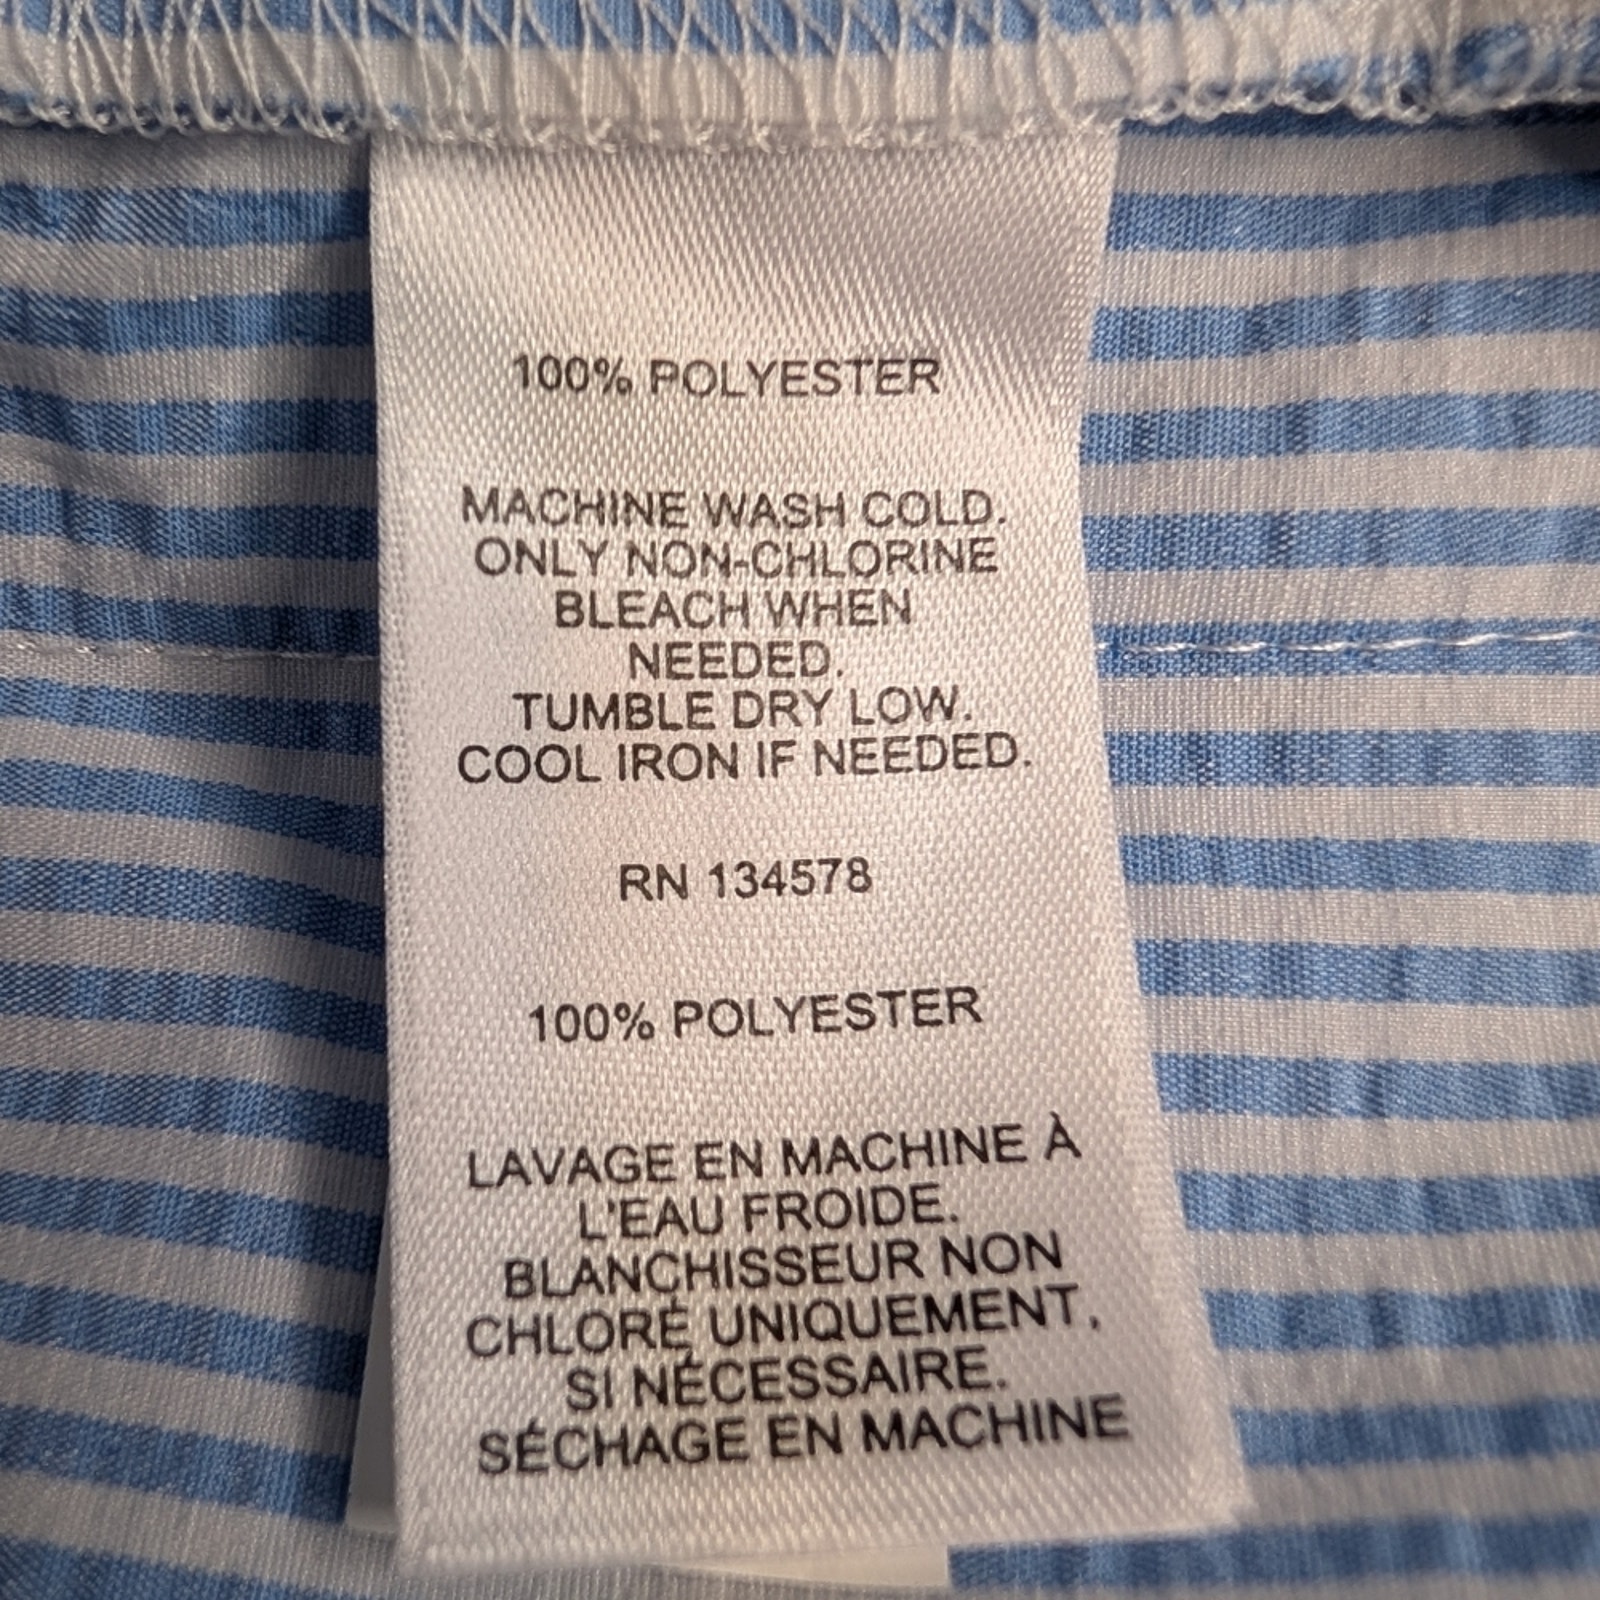 100% POLYESTER
MACHINE WASH COLD.
ONLY NON-CHLORINE
BLEACH WHEN
NEEDED.
TUMBLE DRY LOW.
COOL IRON IF NEEDED.
RN 134578
100% POLYESTER
LAVAGE EN MACHINE À
L'EAU FROIDE.
BLANCHISSEUR NON
CHLORÉ UNIQUEMENT,
SI NÉCESSAIRE.
SÉCHAGE EN MACHINE